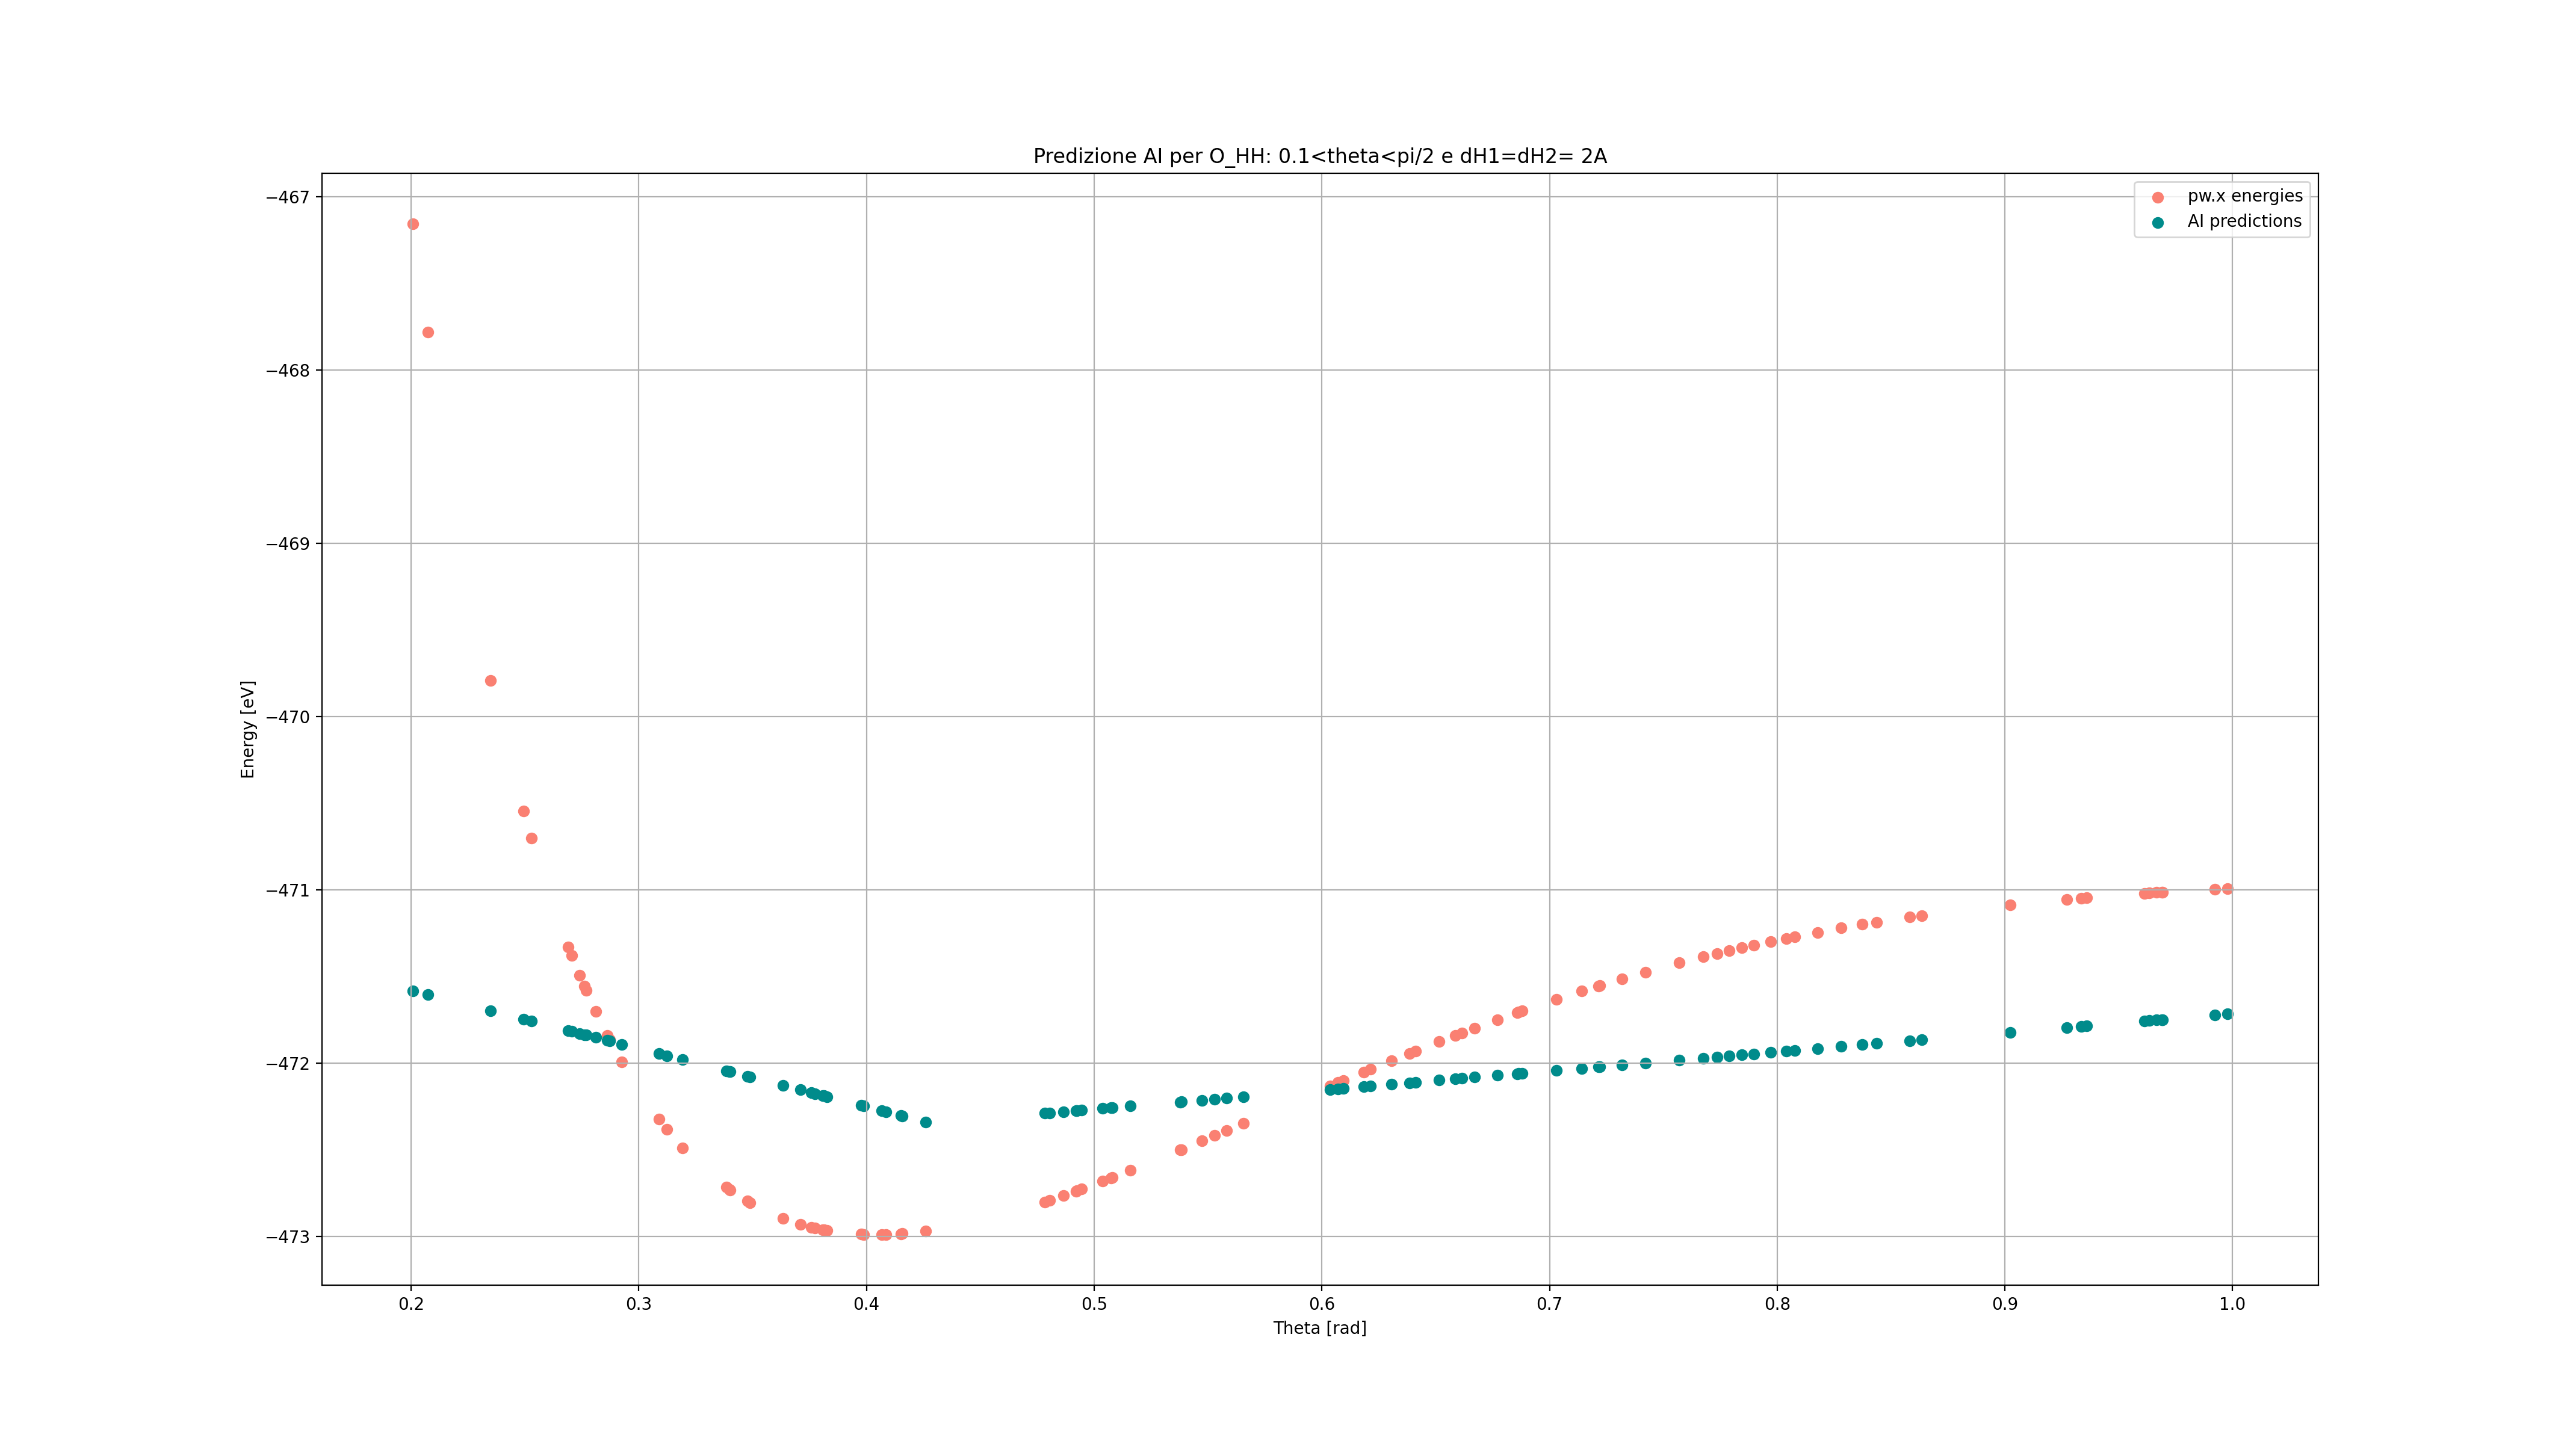 Predizione AI per O_HH: 0.1<theta<pi/2 e dH1=dH2= 2A
pw.x energies
AI predictions
Energy [eV]
−467
−468
−469
−470
−471
−472
−473
0.2 0.3 0.4 0.5 0.6 0.7 0.8 0.9 1.0
Theta [rad]